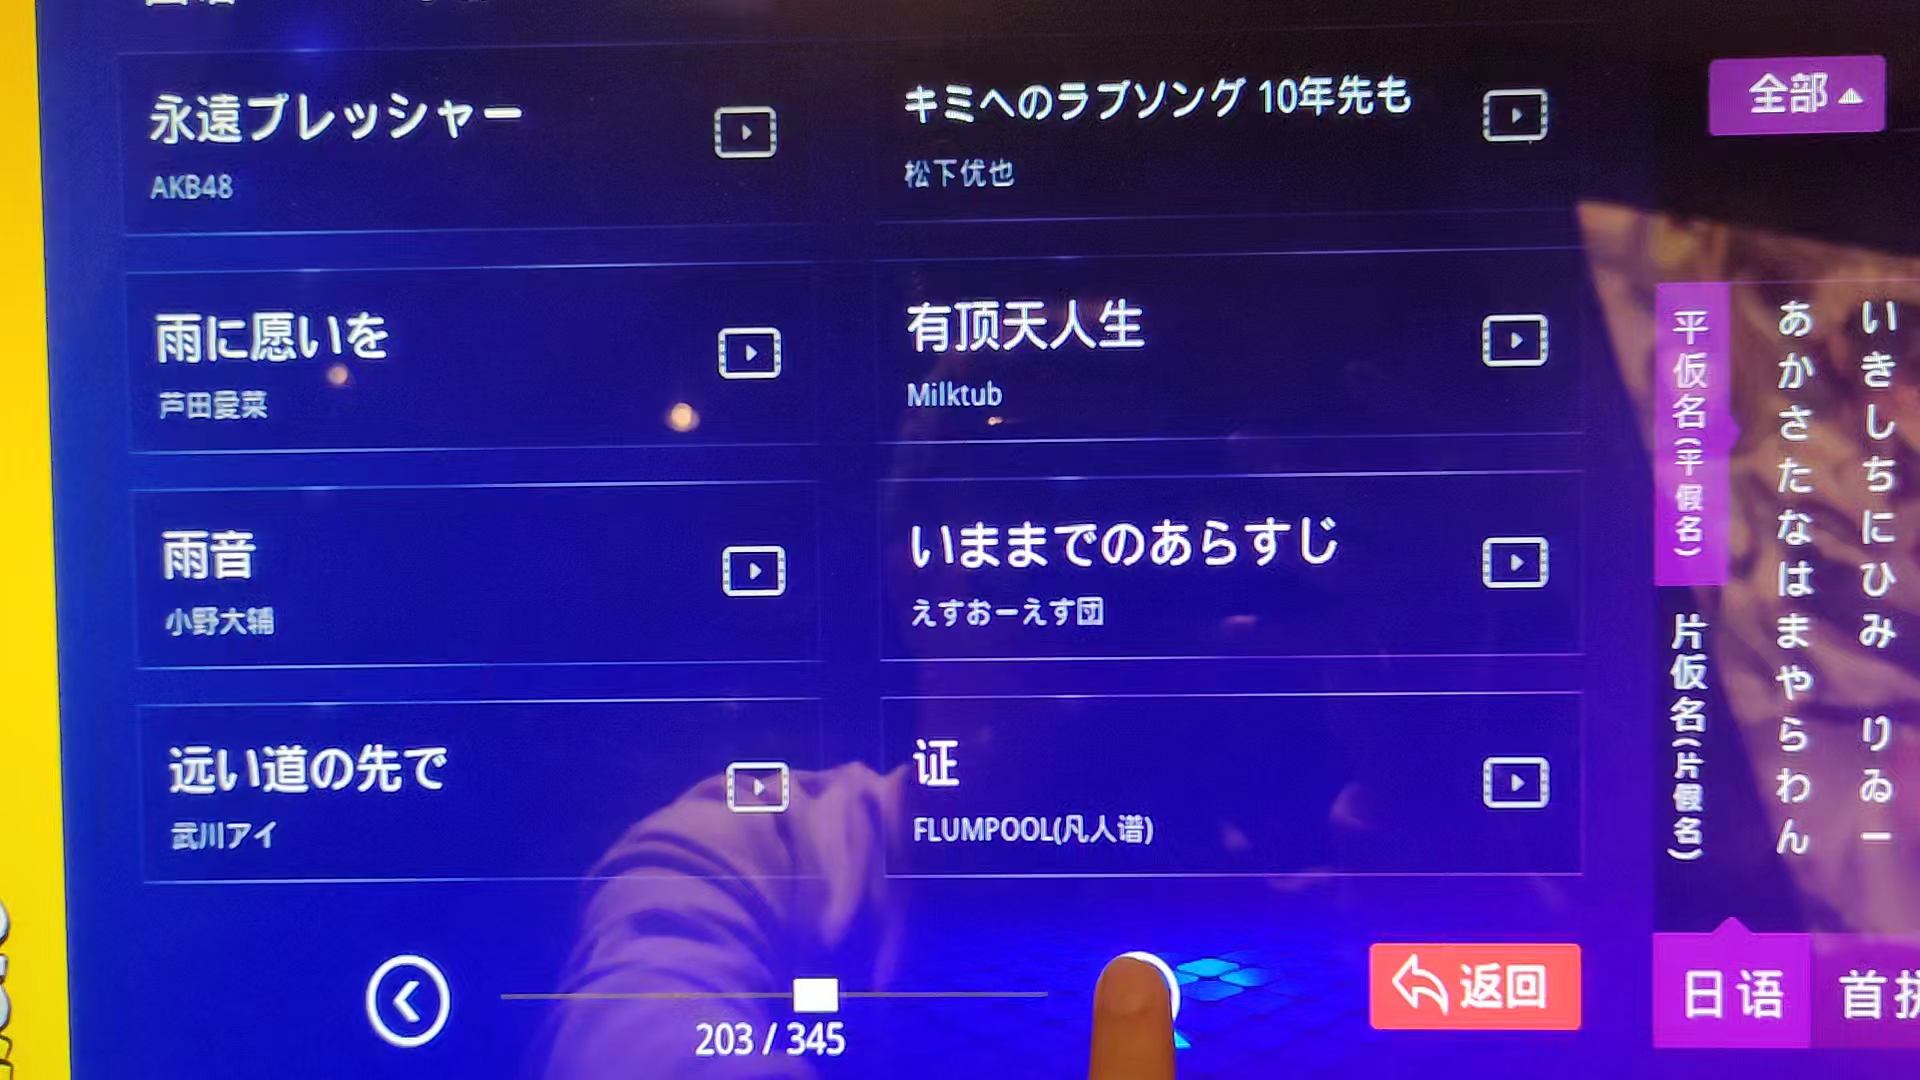 永遠プレッシャー
AKB48
キミへのラブソング 10年先も
松下优也
雨に愿いを
芦田愛菜
有顶天人生
Milktub
雨音
小野大辅
いままでのあらすじ
えすおーえす団
远い道の先で
武川アイ
证
FLUMPOOL(凡人谱)
203 / 345
返回
全部
平仮名(平假名)
片仮名(片假名)
あかさたなはまやらわん
いきしちにひみ りゐー
日语
首